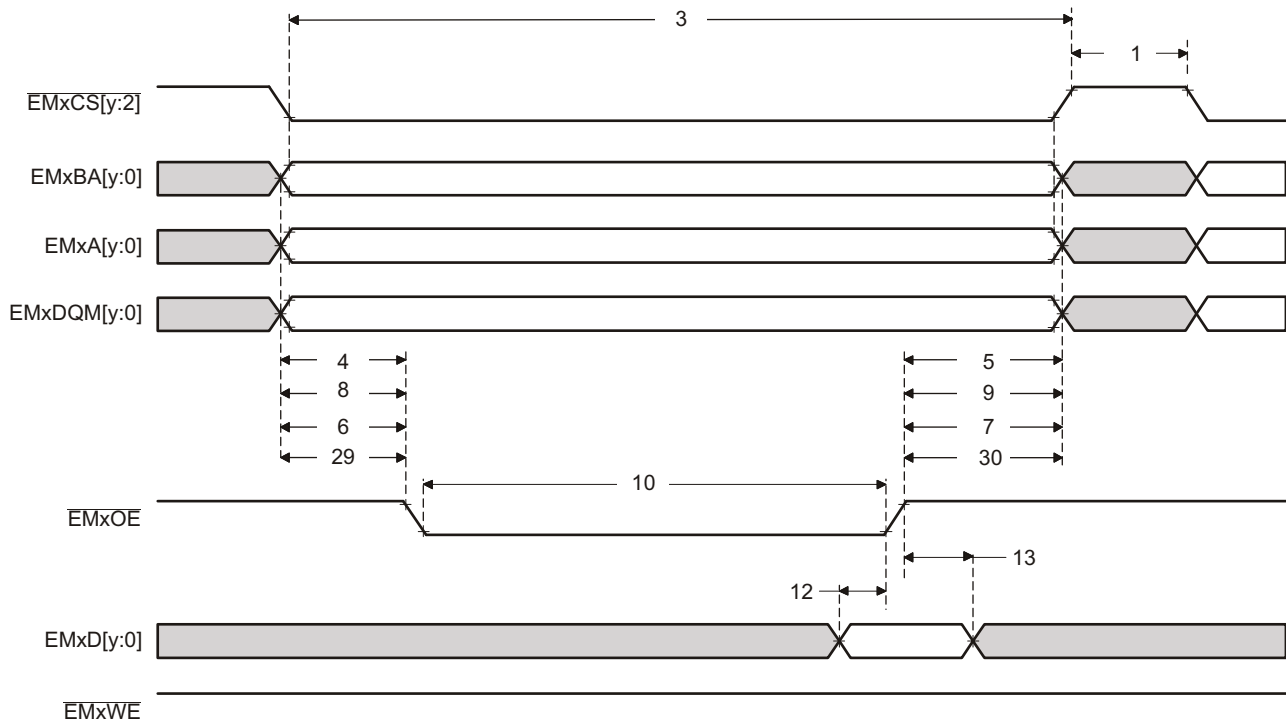 3
1
EMxCS[y:2]
EMxBA[y:0]
EMxA[y:0]
EMxDQM[y:0]
4 5
8 9
6 7
29 30
10
EMxOE
13
12
EMxD[y:0]
EMxWE